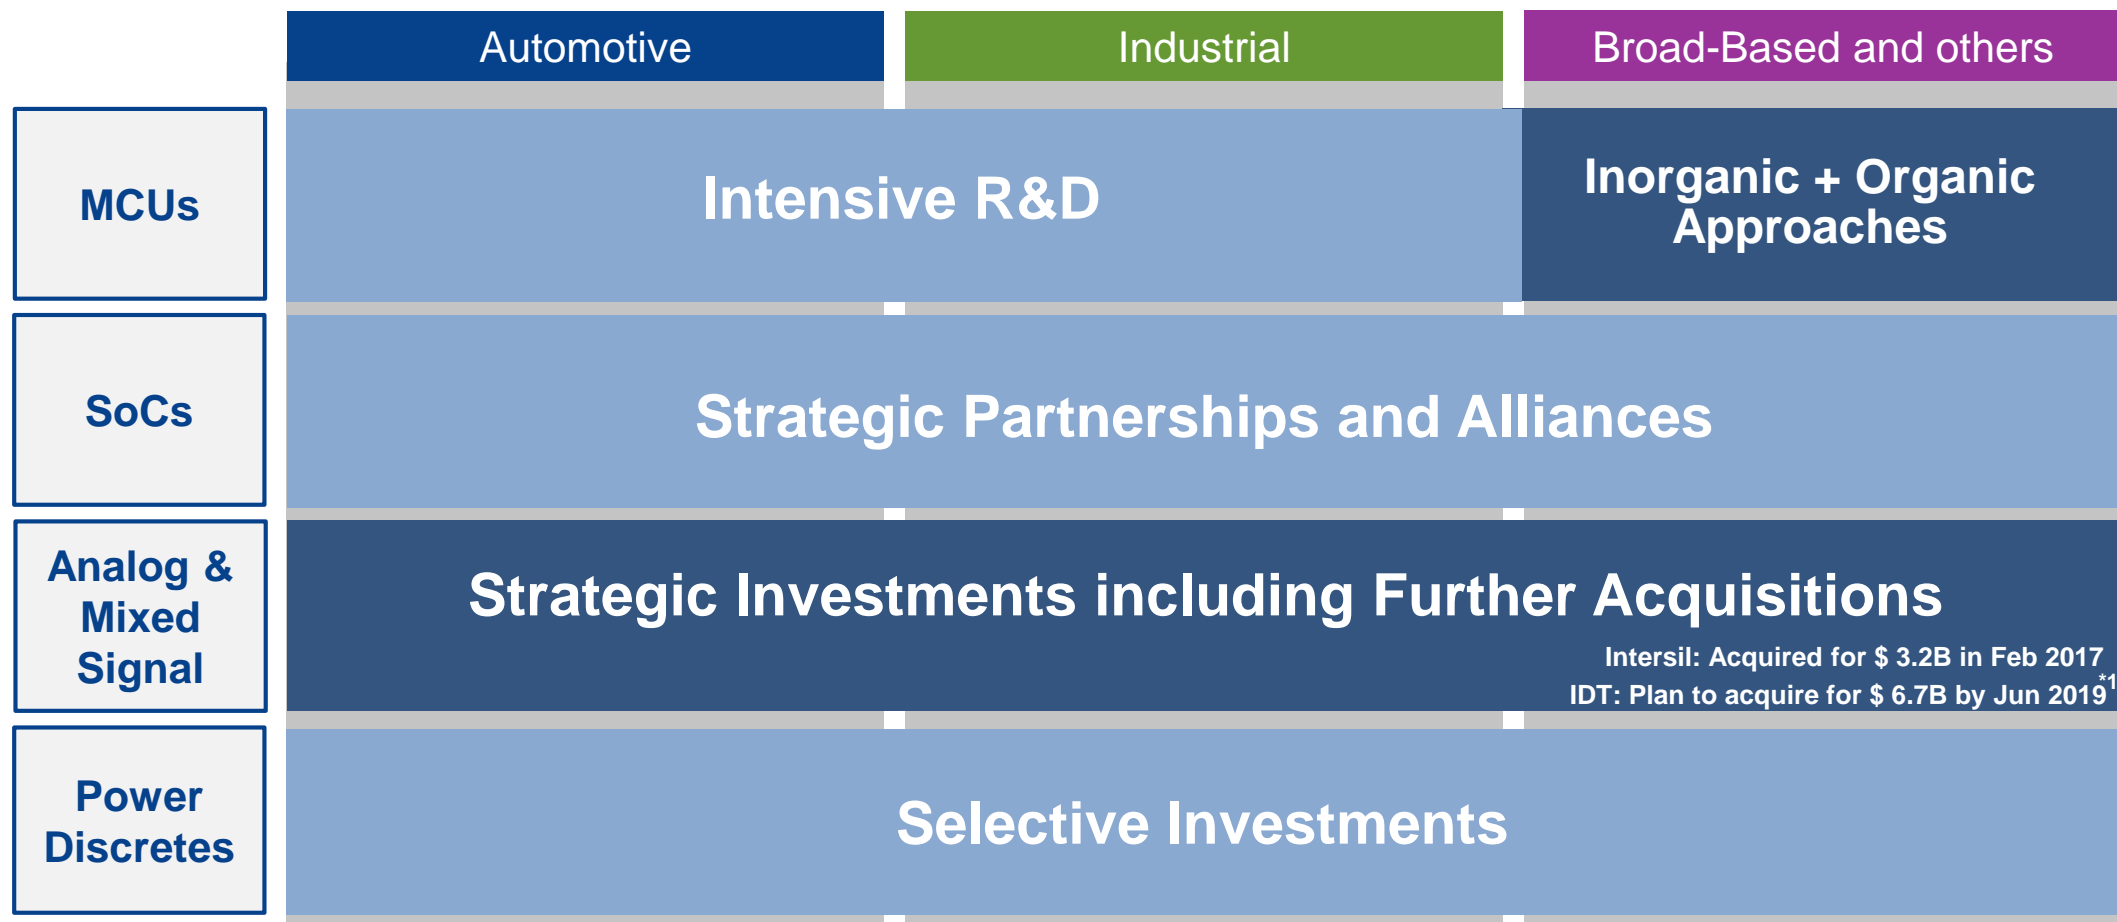 Automotive
Industrial
Broad-Based and others
MCUs
Intensive R&D
Inorganic + Organic
Approaches
SoCs
Strategic Partnerships and Alliances
Analog &
Mixed
Signal
Strategic Investments including Further Acquisitions
Intersil: Acquired for $ 3.2B in Feb 2017
IDT: Plan to acquire for $ 6.7B by Jun 2019*1
Power
Discretes
Selective Investments